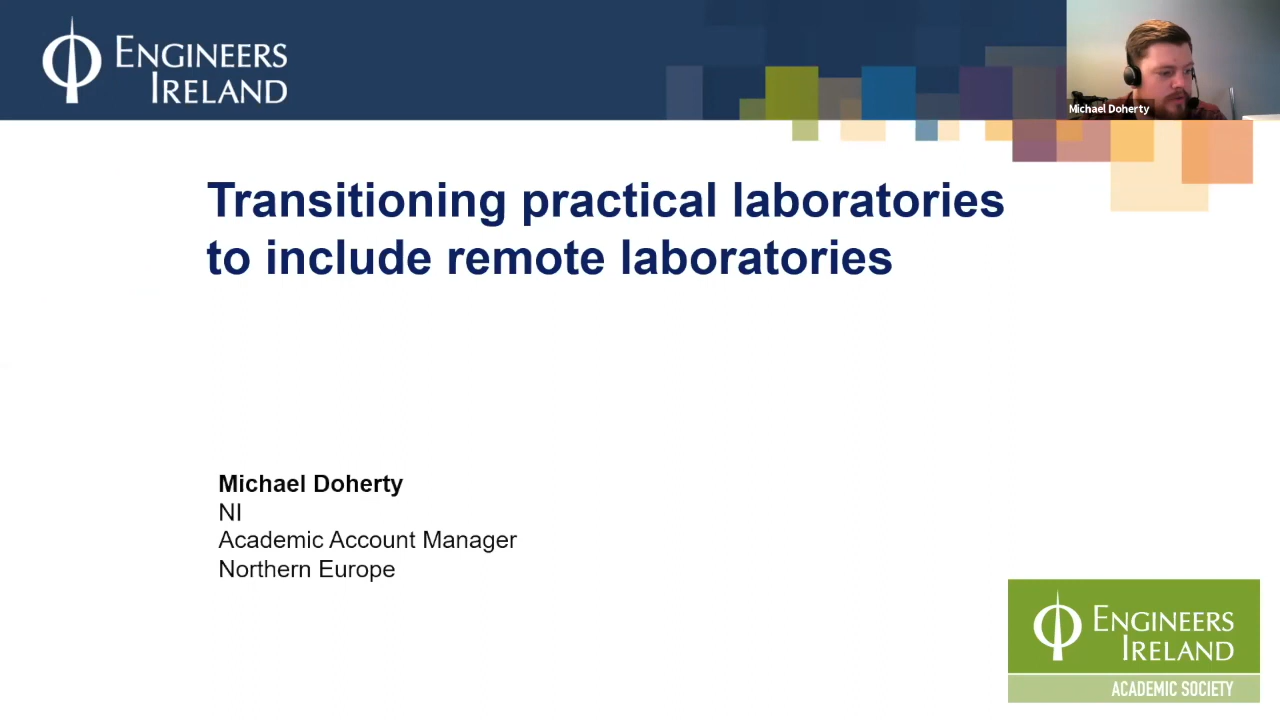 ENGINEERS
IRELAND
Michael Doherty
Transitioning practical laboratories
to include remote laboratories
Michael Doherty
NI
Academic Account Manager
Northern Europe
ENGINEERS
IRELAND
ACADEMIC SOCIETY